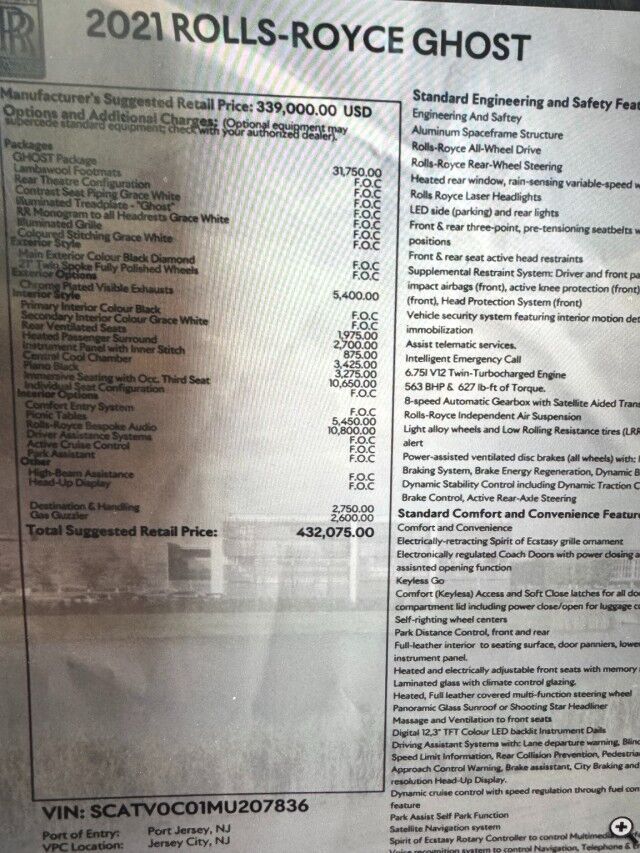 2021 ROLLS-ROYCE GHOST
Manufacturer's Suggested Retail Price: 339,000.00 USD
Options and Additional Charges: (Optional equipment may
supercede standard equipment; check with your authorized dealer).
Packages
GHOST Package 31,750.00
Lambswool Footmats F.O.C
Rear Theatre Configuration F.O.C
Contrast Seat Piping Grace White F.O.C
Illuminated Treadplate - "Ghost" F.O.C
RR Monogram to all Headrests Grace White F.O.C
Illuminated Grille F.O.C
Coloured Stitching Grace White F.O.C
Exterior Style
Main Exterior Colour Black Diamond F.O.C
21" Twin Spoke Fully Polished Wheels F.O.C
Exterior Options
Chrome Plated Visible Exhausts 5,400.00
Interior Style
Primary Interior Colour Black F.O.C
Secondary Interior Colour Grace White F.O.C
Rear Ventilated Seats 1,975.00
Heated Passenger Surround 2,700.00
Instrument Panel with Inner Stitch 875.00
Central Cool Chamber 3,425.00
Piano Black 3,275.00
Immersive Seating with Occ. Third Seat 10,650.00
Individual Seat Configuration F.O.C
Interior Options
Comfort Entry System F.O.C
Picnic Tables 5,450.00
Rolls-Royce Bespoke Audio 10,800.00
Driver Assistance Systems F.O.C
Active Cruise Control F.O.C
Park Assistant F.O.C
Other
High-Beam Assistance F.O.C
Head-Up Display F.O.C
Destination & Handling 2,750.00
Gas Guzzler 2,600.00
Total Suggested Retail Price: 432,075.00
VIN: SCATV0C01MU207836
Port of Entry: Port Jersey, NJ
VPC Location: Jersey City, NJ
Standard Engineering and Safety Fea
Engineering And Saftey
Aluminum Spaceframe Structure
Rolls-Royce All-Wheel Drive
Rolls-Royce Rear-Wheel Steering
Heated rear window, rain-sensing variable-speed w
Rolls Royce Laser Headlights
LED side (parking) and rear lights
Front & rear three-point, pre-tensioning seatbelts w
positions
Front & rear seat active head restraints
Supplemental Restraint System: Driver and front pa
impact airbags (front), active knee protection (front)
(front), Head Protection System (front)
Vehicle security system featuring interior motion det
immobilization
Assist telematic services.
Intelligent Emergency Call
6.75l V12 Twin-Turbocharged Engine
563 BHP & 627 lb-ft of Torque.
8-speed Automatic Gearbox with Satellite Aided Tran
Rolls-Royce Independent Air Suspension
Light alloy wheels and Low Rolling Resistance tires (LRR
alert
Power-assisted ventilated disc brakes (all wheels) with:
Braking System, Brake Energy Regeneration, Dynamic B
Dynamic Stability Control including Dynamic Traction C
Brake Control, Active Rear-Axle Steering
Standard Comfort and Convenience Feature
Comfort and Convenience
Electrically-retracting Spirit of Ecstasy grille ornament
Electronically regulated Coach Doors with power closing a
assisnted opening function
Keyless Go
Comfort (Keyless) Access and Soft Close latches for all do
compartment lid including power close/open for luggage co
Self-righting wheel centers
Park Distance Control, front and rear
Full-leather interior to seating surface, door panniers, lowe
instrument panel.
Heated and electrically adjustable front seats with memory
Laminated glass with climate control glazing.
Heated, Full leather covered multi-function steering wheel
Panoramic Glass Sunroof or Shooting Star Headliner
Massage and Ventilation to front seats
Digital 12,3" TFT Colour LED backlit Instrument Dails
Driving Assistant Systems with: Lane departure warning, Blin
Speed Limit Information, Rear Collision Prevention, Pedestria
Approach Control Warning, Brake assisstant, City Braking and
resolution Head-Up Display.
Dynamic cruise control with speed regulation through fuel con
feature
Park Assist Self Park Function
Satellite Navigation system
Spirit of Ecstasy Rotary Controller to control Multimedia
Voice recognition system to control Navigation, Telephone &